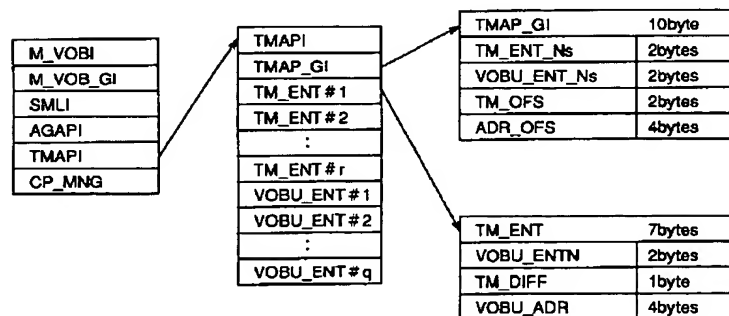 M_VOBI
M_VOB_GI
SMLI
AGAPI
TMAPI
CP_MNG
TMAPI
TMAP_GI
TM_ENT#1
TM_ENT#2
:
TM_ENT#r
VOBU_ENT#1
VOBU_ENT#2
:
VOBU_ENT#q
TMAP_GI 10byte
TM_ENT_Ns 2bytes
VOBU_ENT_Ns 2bytes
TM_OFS 2bytes
ADR_OFS 4bytes
TM_ENT 7bytes
VOBU_ENTN 2bytes
TM_DIFF 1byte
VOBU_ADR 4bytes